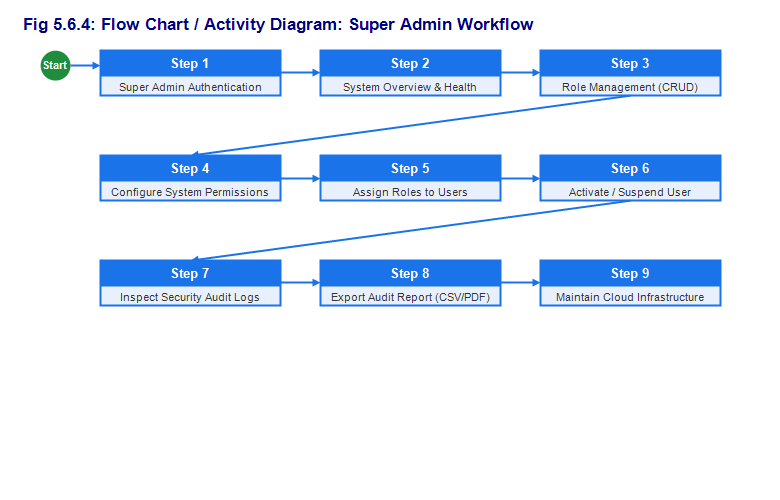 Fig 5.6.4: Flow Chart / Activity Diagram: Super Admin Workflow
Start
Step 1
Super Admin Authentication
Step 2
System Overview & Health
Step 3
Role Management (CRUD)
Step 4
Configure System Permissions
Step 5
Assign Roles to Users
Step 6
Activate / Suspend User
Step 7
Inspect Security Audit Logs
Step 8
Export Audit Report (CSV/PDF)
Step 9
Maintain Cloud Infrastructure